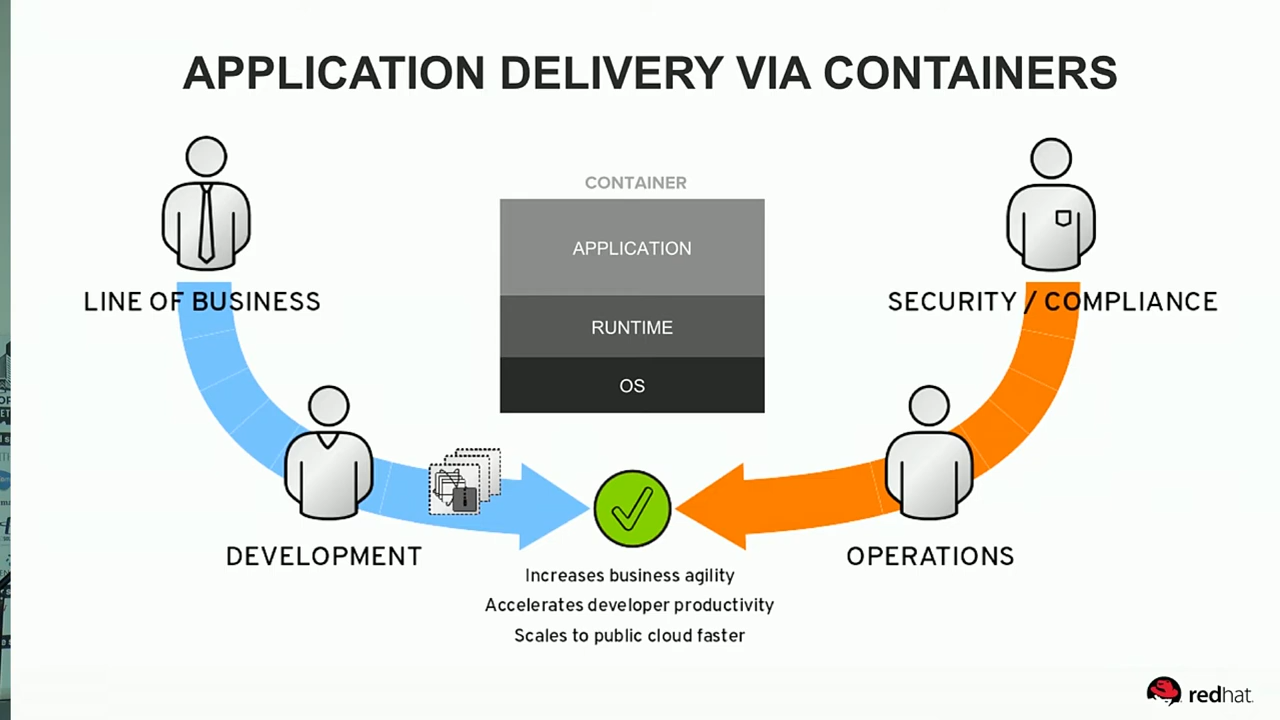 APPLICATION DELIVERY VIA CONTAINERS
CONTAINER
APPLICATION
RUNTIME
OS
LINE OF BUSINESS
SECURITY / COMPLIANCE
DEVELOPMENT
OPERATIONS
Increases business agility
Accelerates developer productivity
Scales to public cloud faster
redhat.